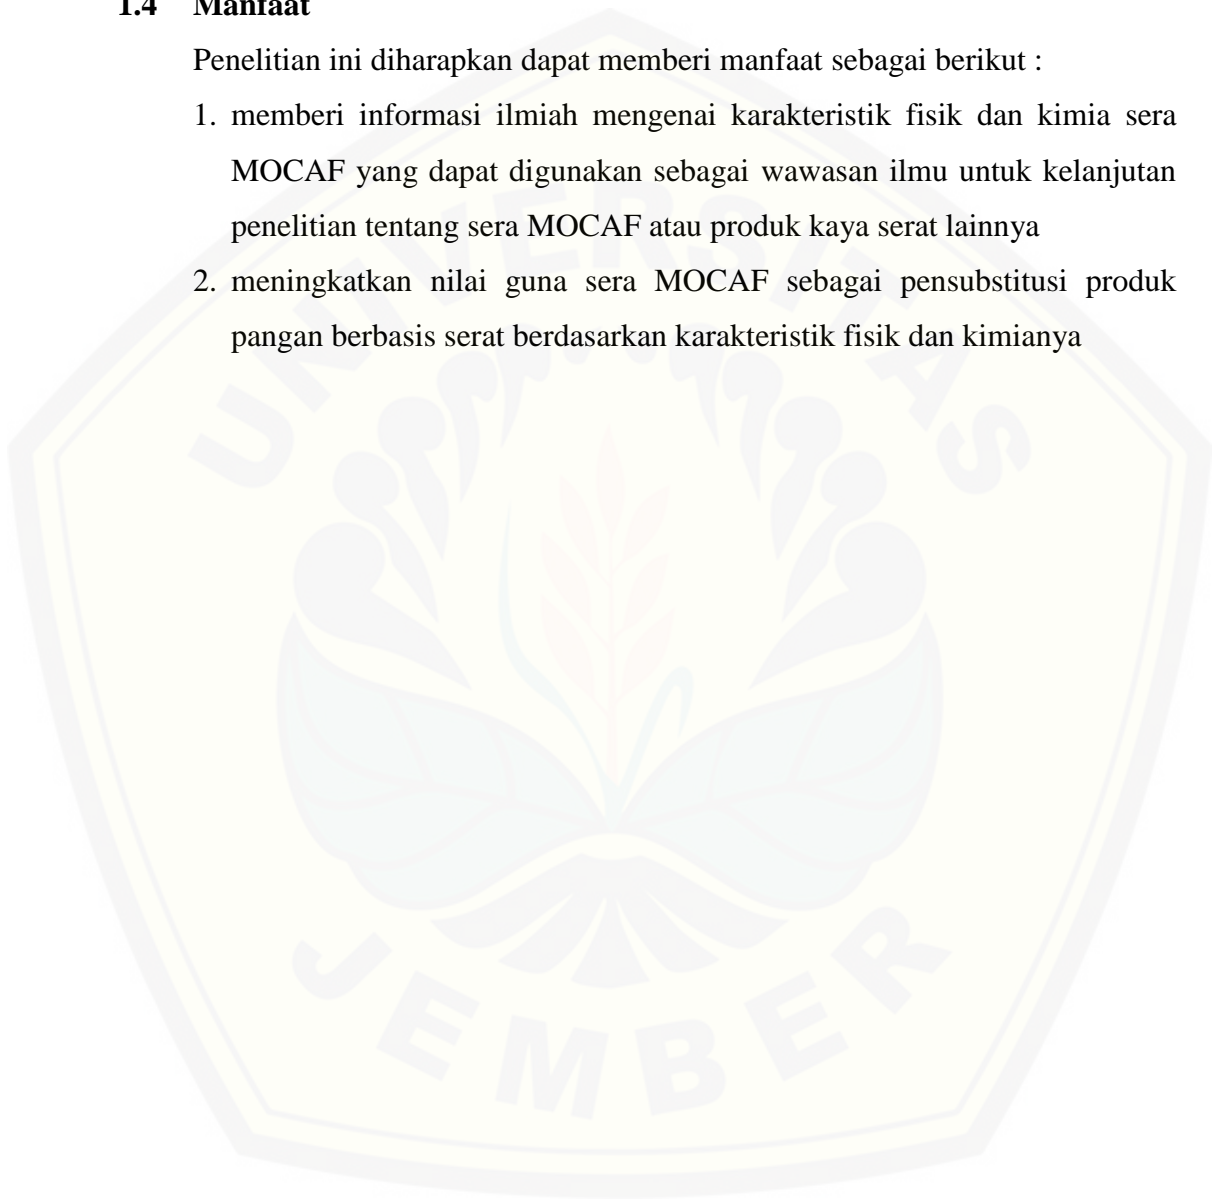 1.4 Manfaat
Penelitian ini diharapkan dapat memberi manfaat sebagai berikut :
1. memberi informasi ilmiah mengenai karakteristik fisik dan kimia sera
MOCAF yang dapat digunakan sebagai wawasan ilmu untuk kelanjutan
penelitian tentang sera MOCAF atau produk kaya serat lainnya
2. meningkatkan nilai guna sera MOCAF sebagai pensubstitusi produk
pangan berbasis serat berdasarkan karakteristik fisik dan kimianya
UNIVERSITAS
JEMBER